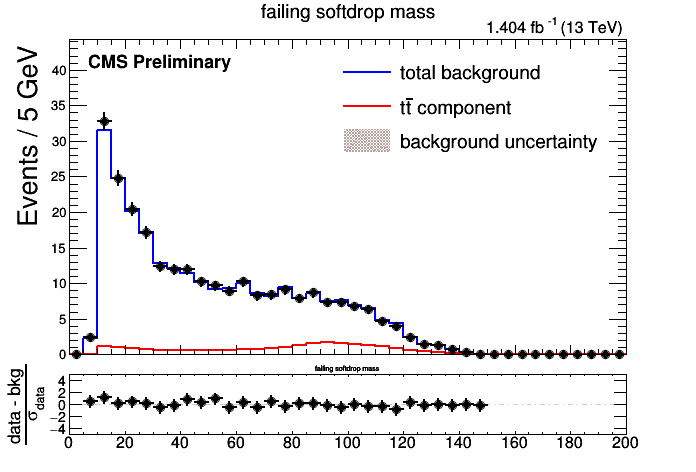 failing softdrop mass
1.404 fb⁻¹ (13 TeV)
CMS Preliminary
total background
tt̄ component
background uncertainty
Events / 5 GeV
40
35
30
25
20
15
10
5
0
failing softdrop mass
data - bkg
σdata
4
2
0
−2
−4
0 20 40 60 80 100 120 140 160 180 200